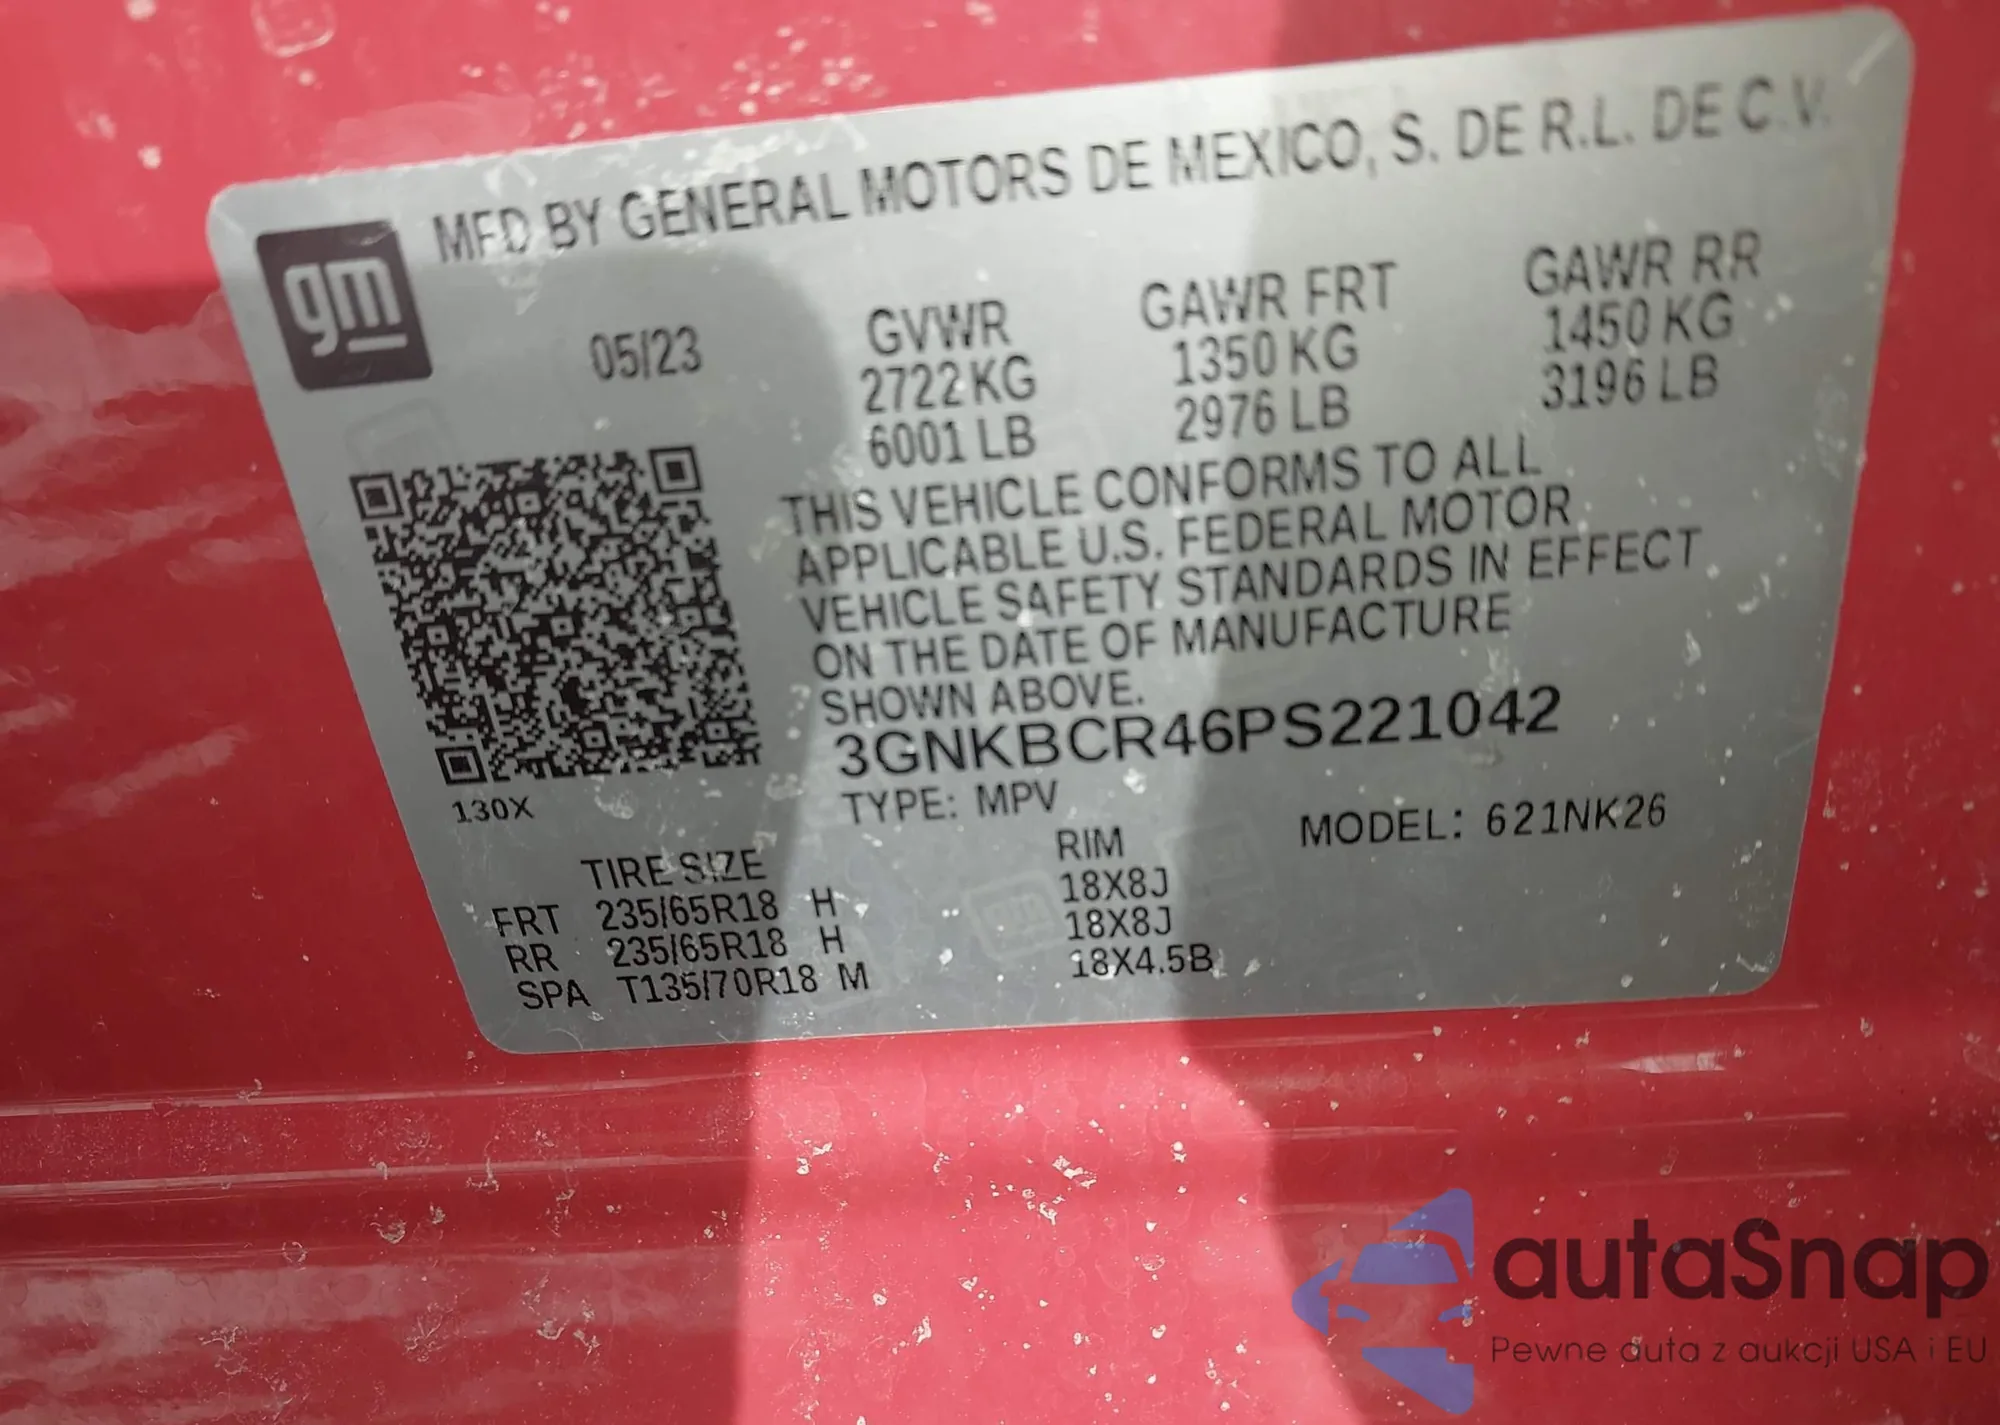 MFD BY GENERAL MOTORS DE MEXICO, S. DE R.L. DE C.V.
gm
05/23
GVWR GAWR FRT GAWR RR
2722 KG 1350 KG 1450 KG
6001 LB 2976 LB 3196 LB
THIS VEHICLE CONFORMS TO ALL
APPLICABLE U.S. FEDERAL MOTOR
VEHICLE SAFETY STANDARDS IN EFFECT
ON THE DATE OF MANUFACTURE
SHOWN ABOVE.
3GNKBCR46PS221042
130X
TYPE: MPV MODEL: 621NK26
TIRE SIZE RIM
FRT 235/65R18 H 18X8J
RR 235/65R18 H 18X8J
SPA T135/70R18 M 18X4.5B
autaSnap
Pewne auta z aukcji USA i EU